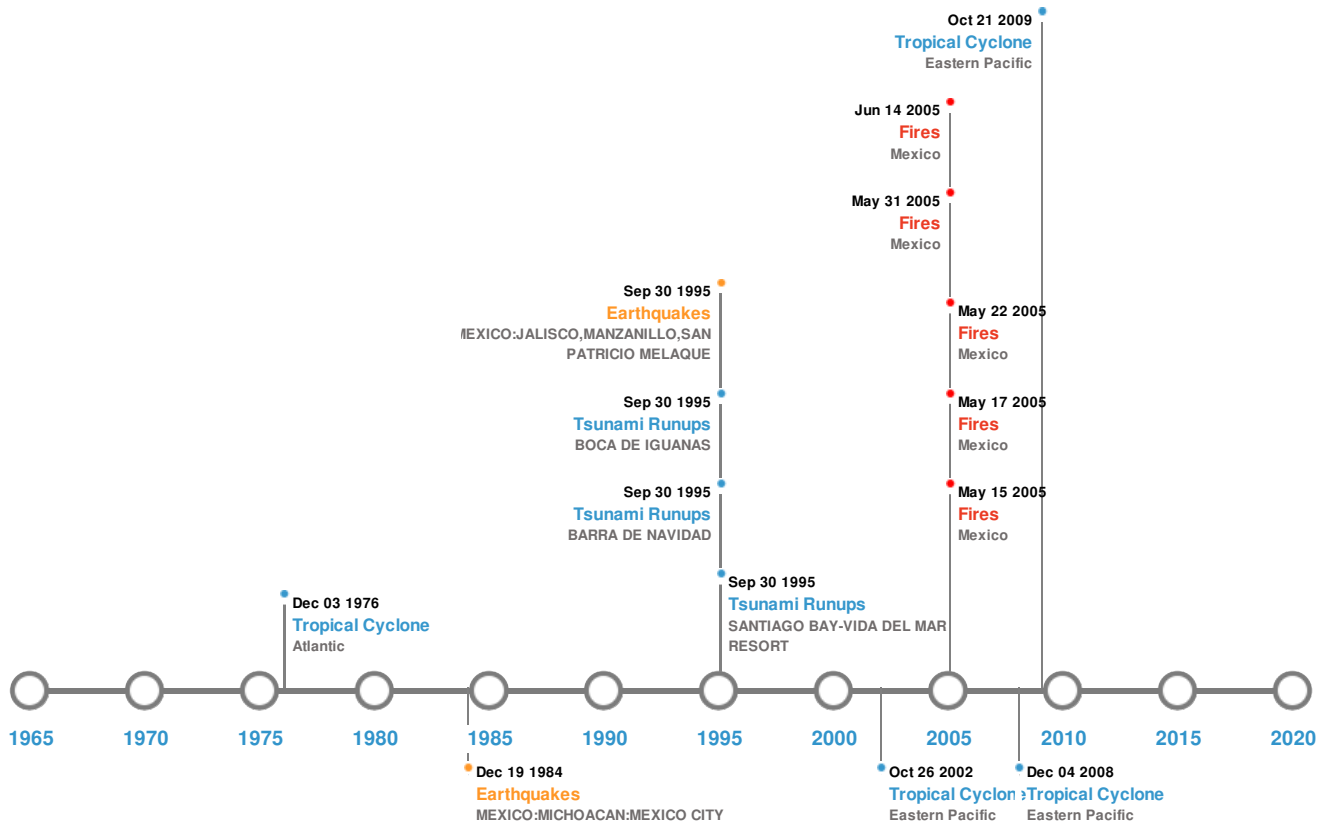 Oct 21 2009
Tropical Cyclone
Eastern Pacific
Jun 14 2005
Fires
Mexico
May 31 2005
Fires
Mexico
Sep 30 1995
Earthquakes
MEXICO:JALISCO,MANZANILLO,SAN
PATRICIO MELAQUE
May 22 2005
Fires
Mexico
Sep 30 1995
Tsunami Runups
BOCA DE IGUANAS
May 17 2005
Fires
Mexico
Sep 30 1995
Tsunami Runups
BARRA DE NAVIDAD
May 15 2005
Fires
Mexico
Sep 30 1995
Tsunami Runups
SANTIAGO BAY-VIDA DEL MAR
RESORT
Dec 03 1976
Tropical Cyclone
Atlantic
1965 1970 1975 1980 1985 1990 1995 2000 2005 2010 2015 2020
Dec 19 1984
Earthquakes
MEXICO:MICHOACAN:MEXICO CITY
Oct 26 2002
Tropical Cyclone
Eastern Pacific
Dec 04 2008
Tropical Cyclone
Eastern Pacific